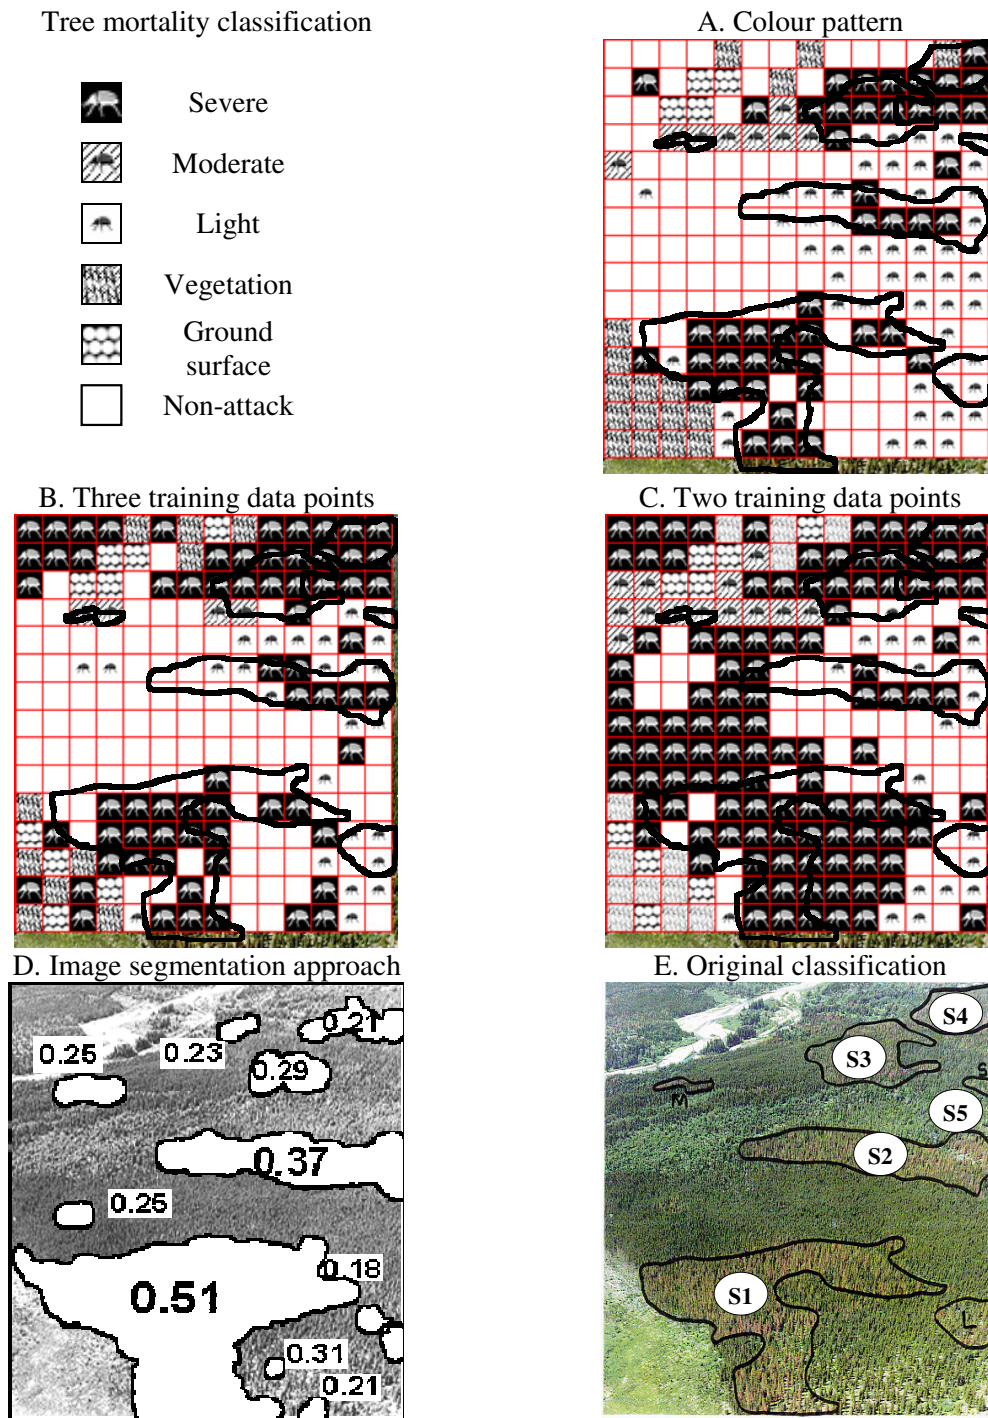 Tree mortality classification
Severe
Moderate
Light
Vegetation
Ground
surface
Non-attack
A. Colour pattern
B. Three training data points
C. Two training data points
D. Image segmentation approach
0.21
0.23
0.25
0.29
0.37
0.25
0.18
0.51
0.31
0.21
E. Original classification
S4
S3
S
M
S5
S2
S1
L